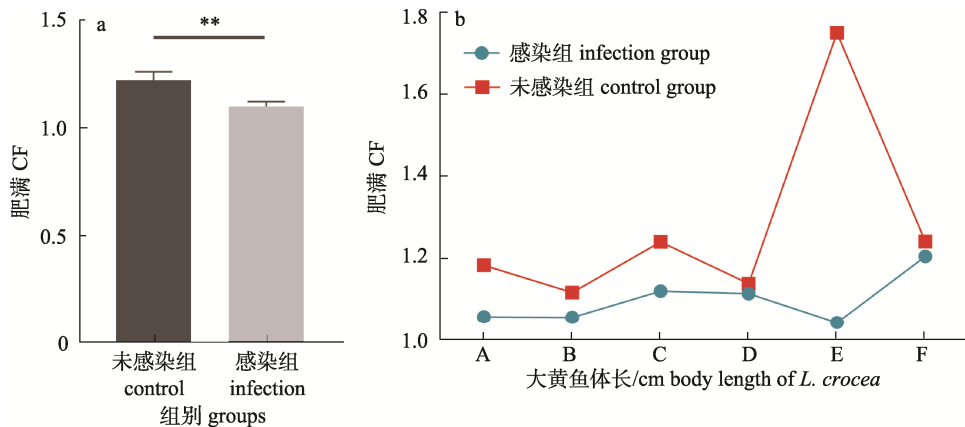 a
**
1.5
1.0
0.5
0
肥满 CF
未感染组
control
感染组
infection
组别 groups
b
感染组 infection group
未感染组 control group
1.8
1.6
1.4
1.2
1.0
肥满 CF
A B C D E F
大黄鱼体长/cm body length of L. crocea